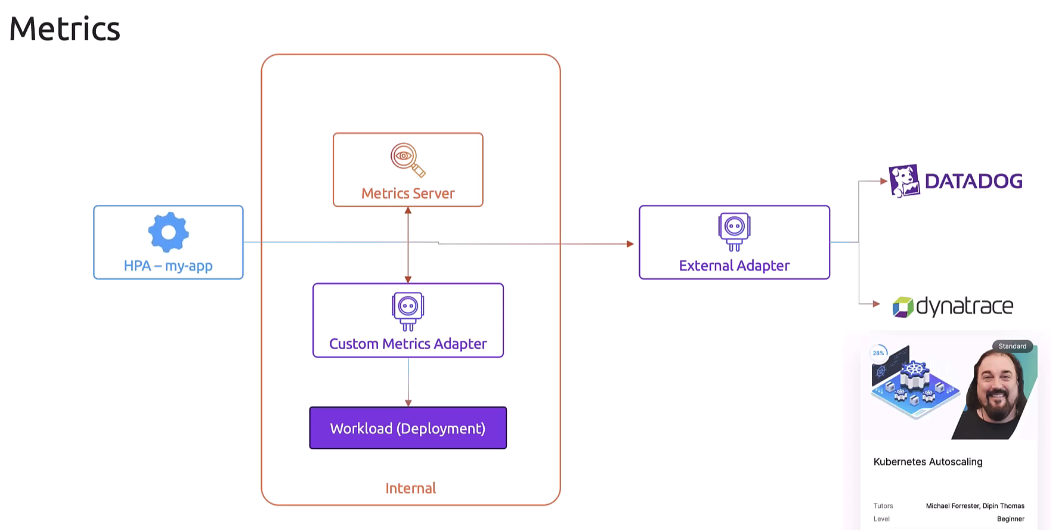 Metrics
Metrics Server
HPA – my-app
Custom Metrics Adapter
Workload (Deployment)
Internal
External Adapter
DATADOG
dynatrace
28%
Standard
Kubernetes Autoscaling
Tutors Michael Forrester, Dipin Thomas
Level Beginner